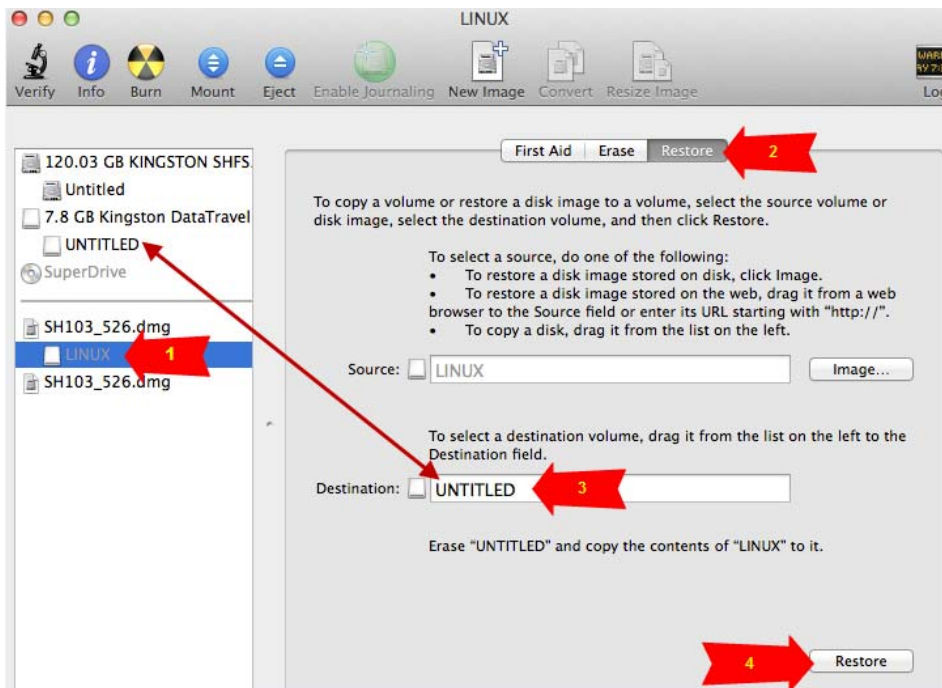 LINUX
WAR
AY 7:
Verify Info Burn Mount Eject Enable Journaling New Image Convert Resize Image Lo
First Aid Erase Restore 2
120.03 GB KINGSTON SHFS
Untitled
7.8 GB Kingston DataTravel
UNTITLED
SuperDrive
SH103_526.dmg
LINUX 1
SH103_526.dmg
To copy a volume or restore a disk image to a volume, select the source volume or
disk image, select the destination volume, and then click Restore.
To select a source, do one of the following:
• To restore a disk image stored on disk, click Image.
• To restore a disk image stored on the web, drag it from a web
browser to the Source field or enter its URL starting with “http://”.
• To copy a disk, drag it from the list on the left.
Source: LINUX Image...
To select a destination volume, drag it from the list on the left to the
Destination field.
Destination: UNTITLED 3
Erase “UNTITLED” and copy the contents of “LINUX” to it.
4 Restore